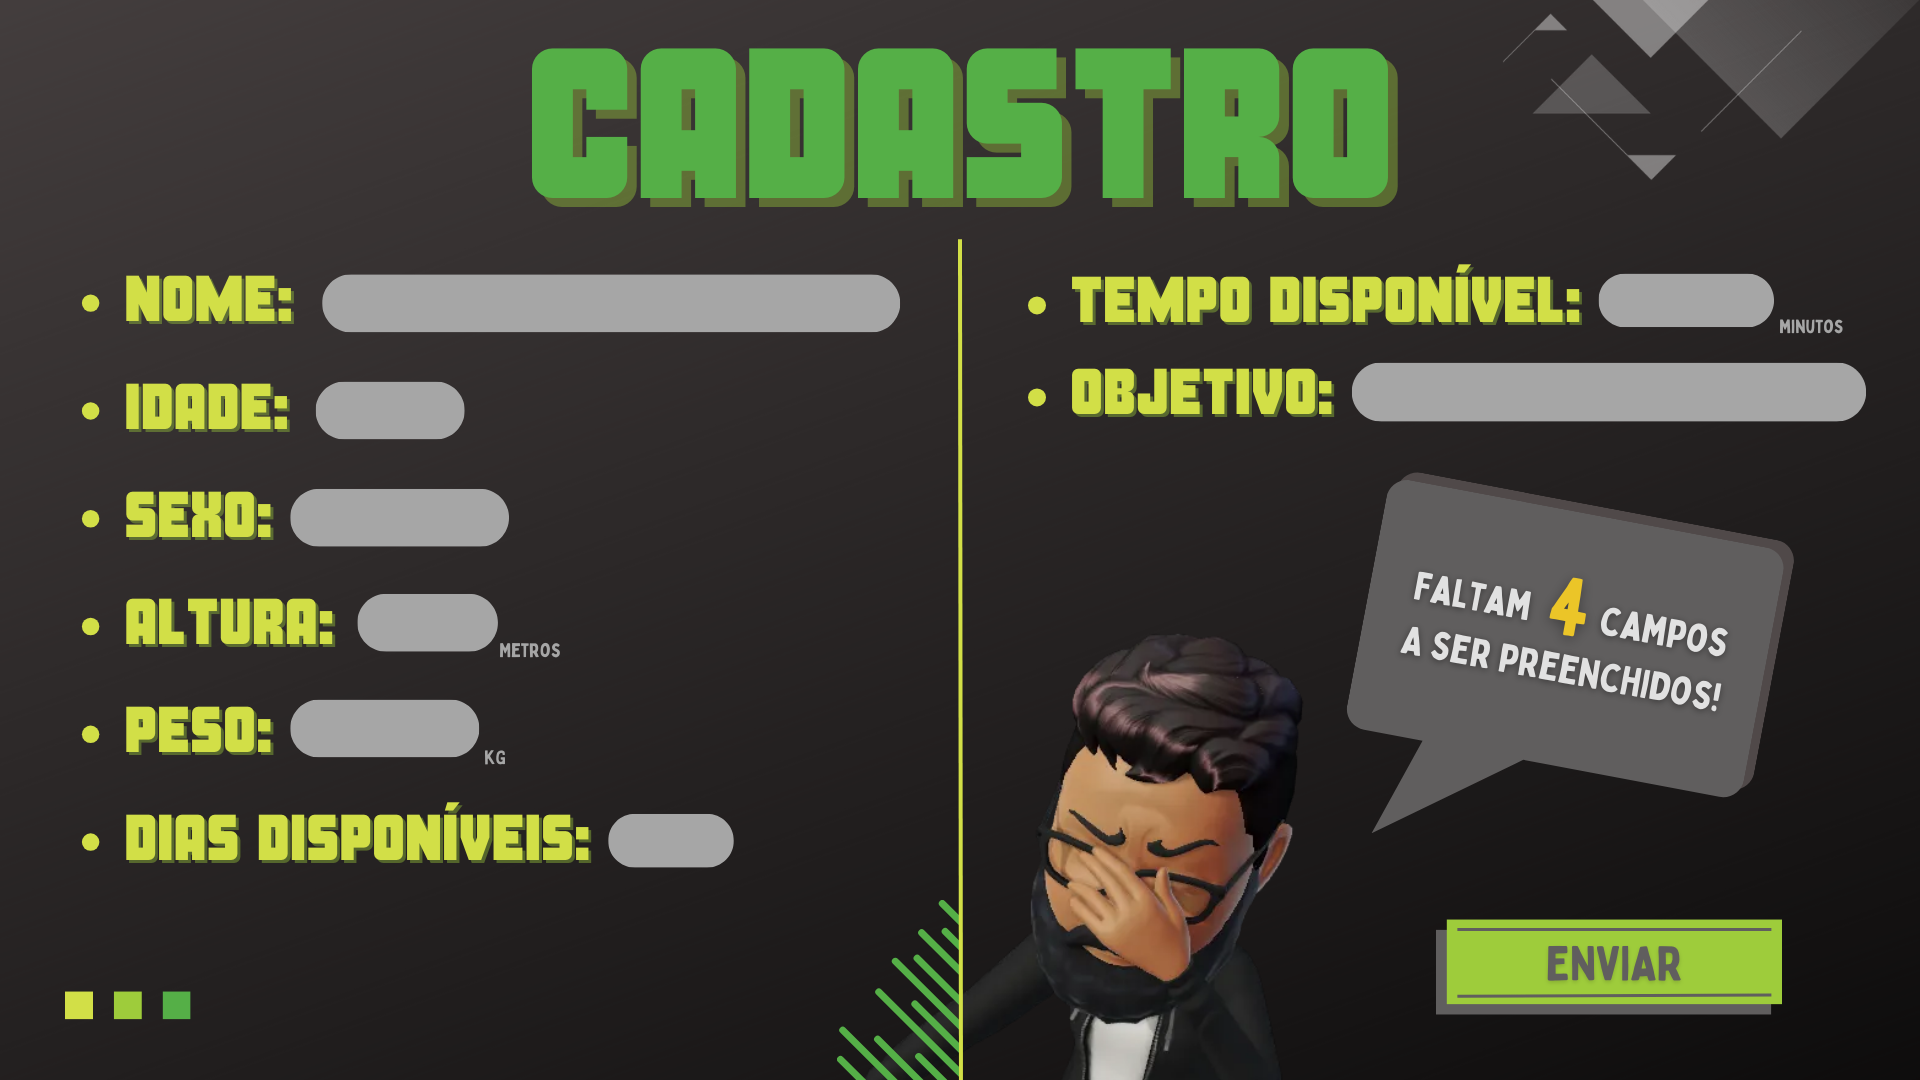 CADASTRO
NOME:
IDADE:
SEXO:
ALTURA:
METROS
PESO:
KG
DIAS DISPONÍVEIS:
TEMPO DISPONÍVEL:
MINUTOS
OBJETIVO:
FALTAM 4 CAMPOS
A SER PREENCHIDOS!
ENVIAR